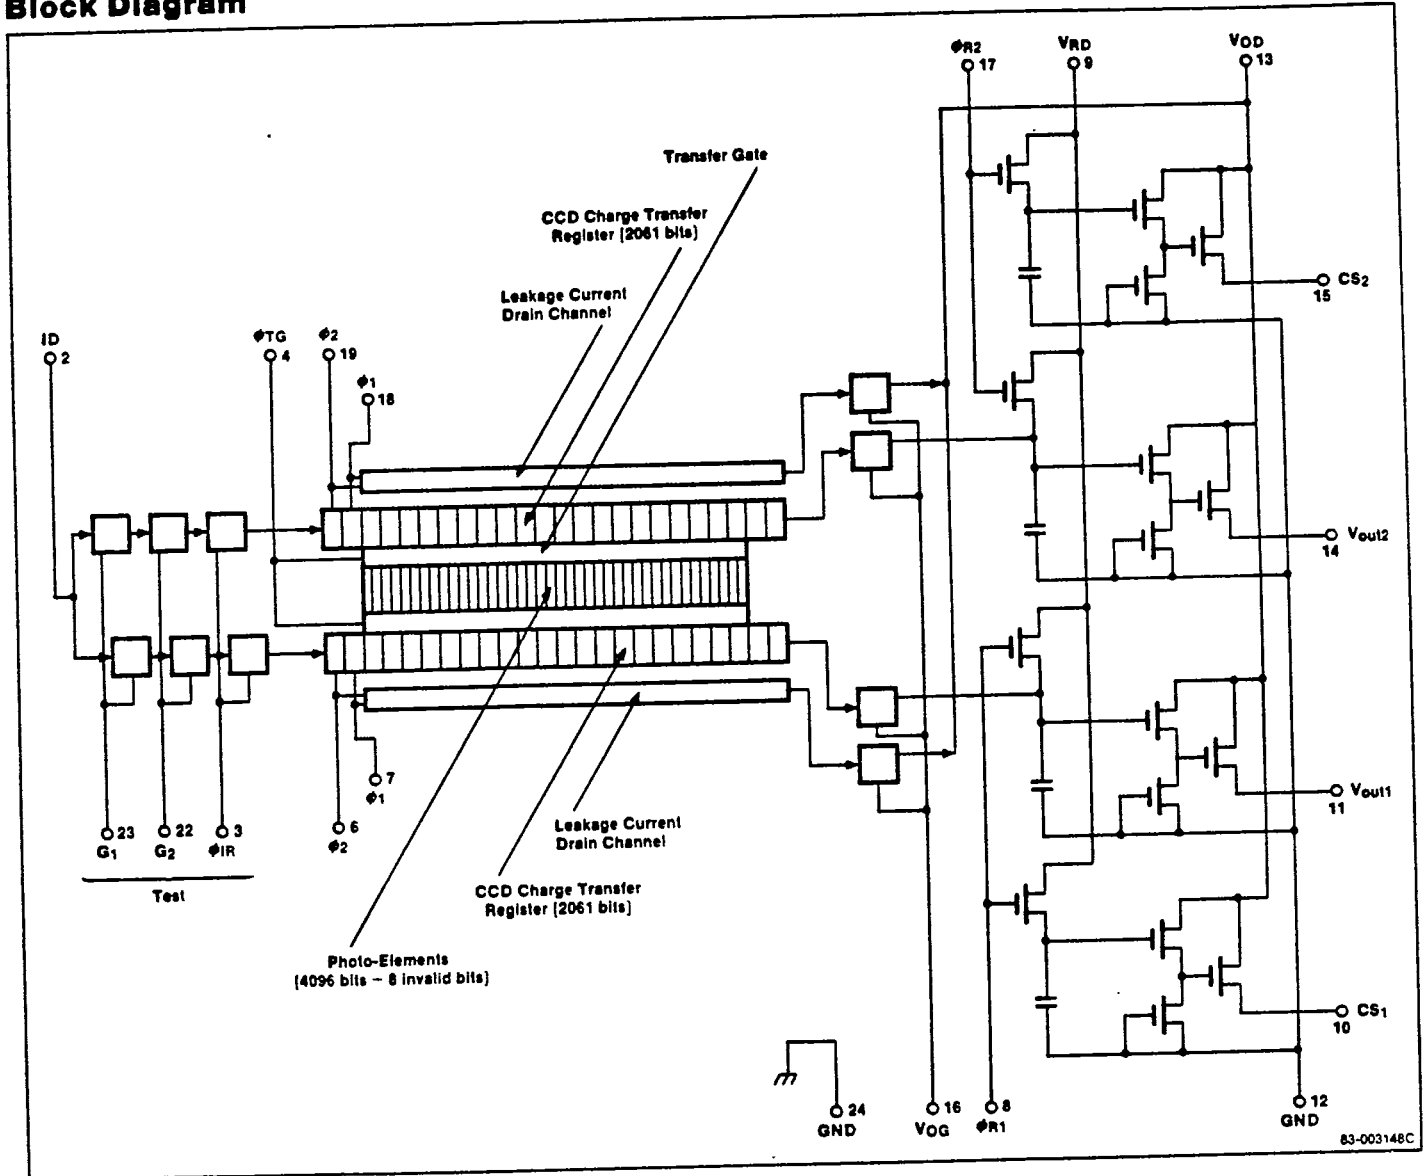 Block Diagram
φR2
17
VRD
9
VOD
13
Transfer Gate
CCD Charge Transfer
Register [2061 bits]
Leakage Current
Drain Channel
CS2
15
ID
2
φTG
4
φ2
19
φ1
18
Vout2
14
7
φ1
6
φ2
23
G1
22
G2
3
φIR
Test
Leakage Current
Drain Channel
CCD Charge Transfer
Register [2061 bits]
Photo-Elements
[4096 bits – 8 invalid bits]
Vout1
11
CS1
10
24
GND
16
VOG
8
φR1
12
GND
83-003148C